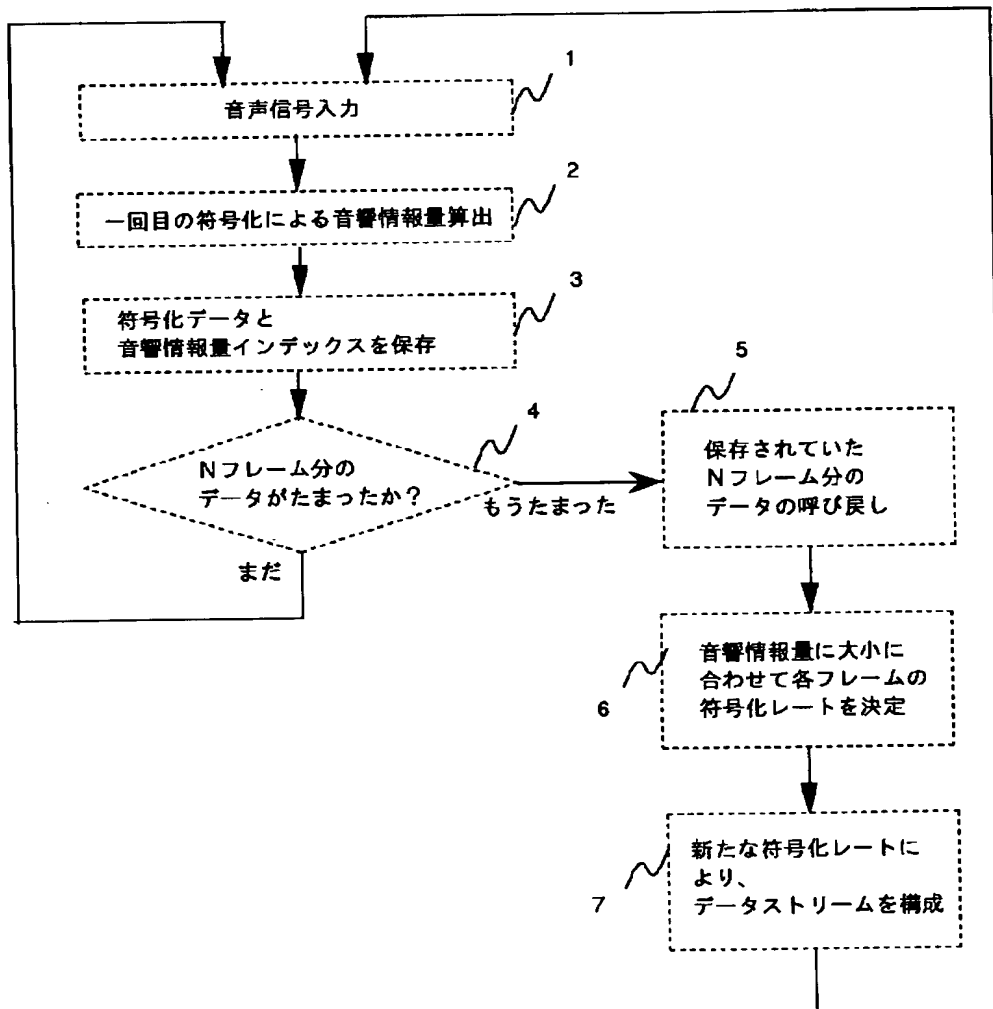 1
音声信号入力
2
一回目の符号化による音響情報量算出
3
符号化データと
音響情報量インデックスを保存
4
Nフレーム分の
データがたまったか?
もうたまった
まだ
5
保存されていた
Nフレーム分の
データの呼び戻し
音響情報量に大小に
合わせて各フレームの
符号化レートを決定
6
新たな符号化レートに
より、
データストリームを構成
7